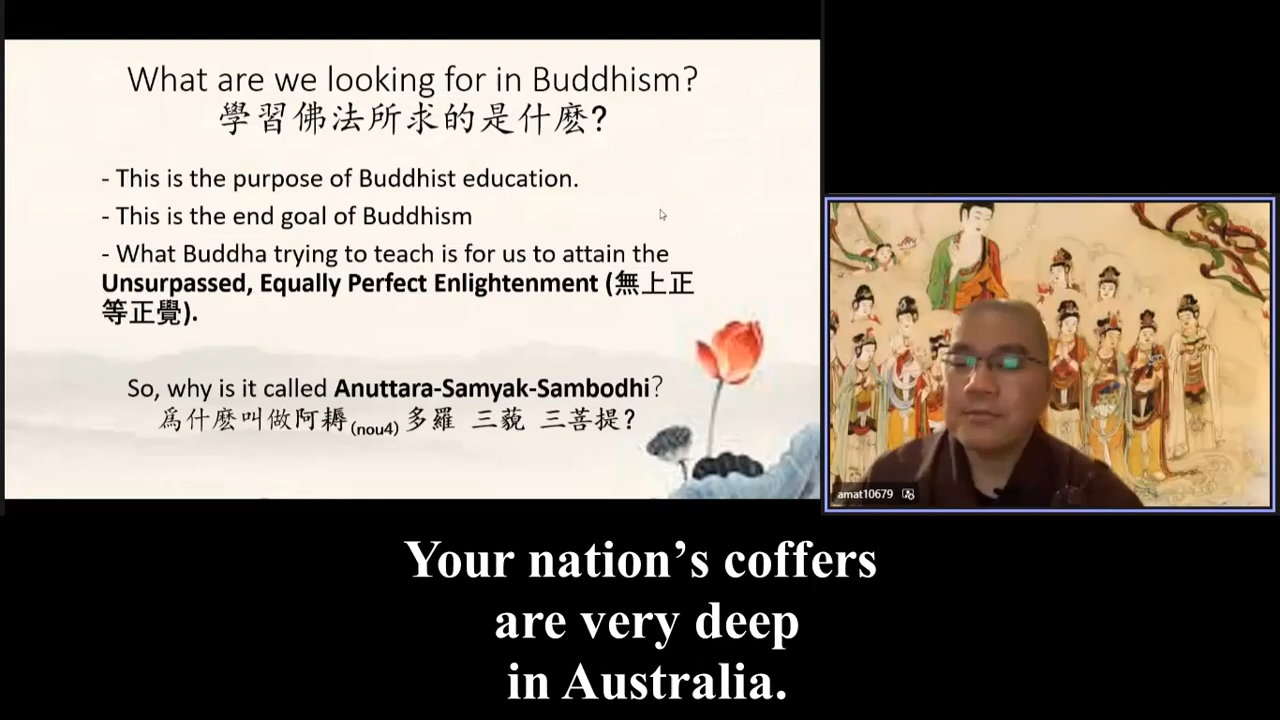 What are we looking for in Buddhism?
學習佛法所求的是什麽?
- This is the purpose of Buddhist education.
- This is the end goal of Buddhism
- What Buddha trying to teach is for us to attain the
Unsurpassed, Equally Perfect Enlightenment (無上正
等正覺).
So, why is it called Anuttara-Samyak-Sambodhi?
爲什麽叫做阿耨(nou4) 多羅 三藐 三菩提?
amat10679
Your nation’s coffers
are very deep
in Australia.